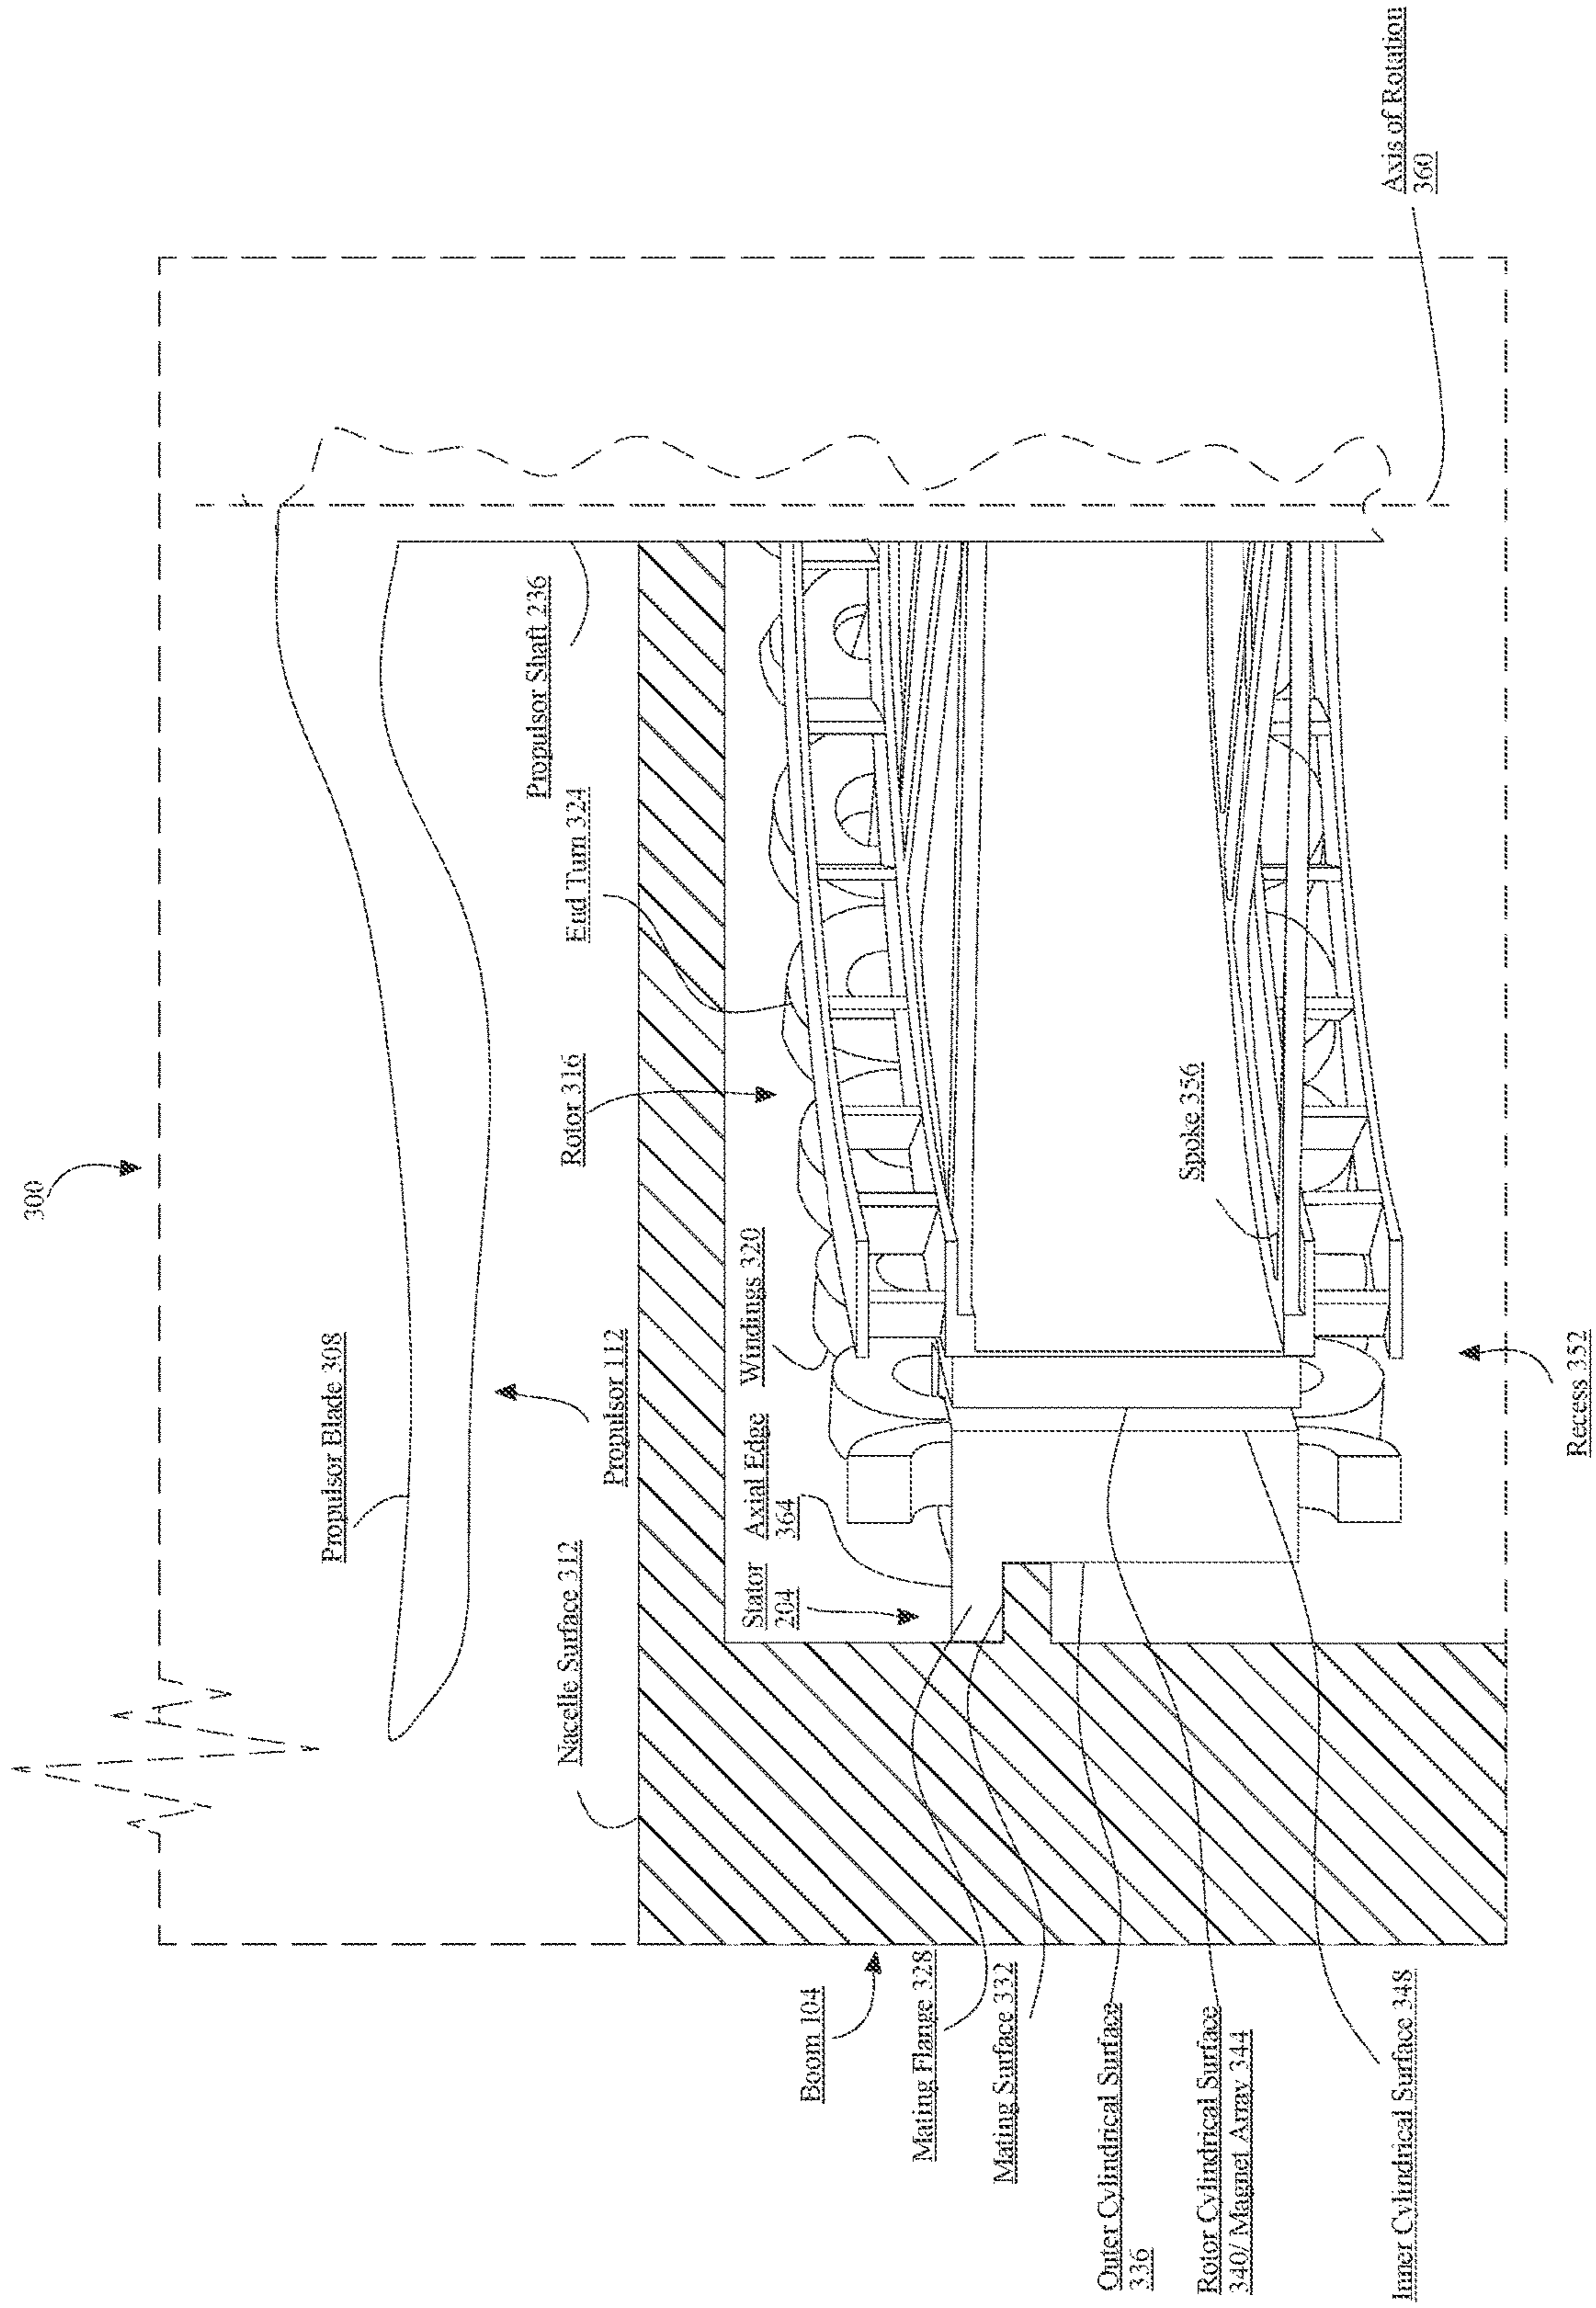 300
Propulsor Blade 308
Propulsor 112
Nacelle Surface 312
Propulsor Shaft 236
End Turn 324
Rotor 316
Windings 320
Axial Edge
364
Stator
204
Spoke 356
Boom 104
Mating Flange 328
Mating Surface 332
Outer Cylindrical Surface
336
Rotor Cylindrical Surface
340/ Magnet Array 344
Inner Cylindrical Surface 348
Recess 352
Axis of Rotation
360